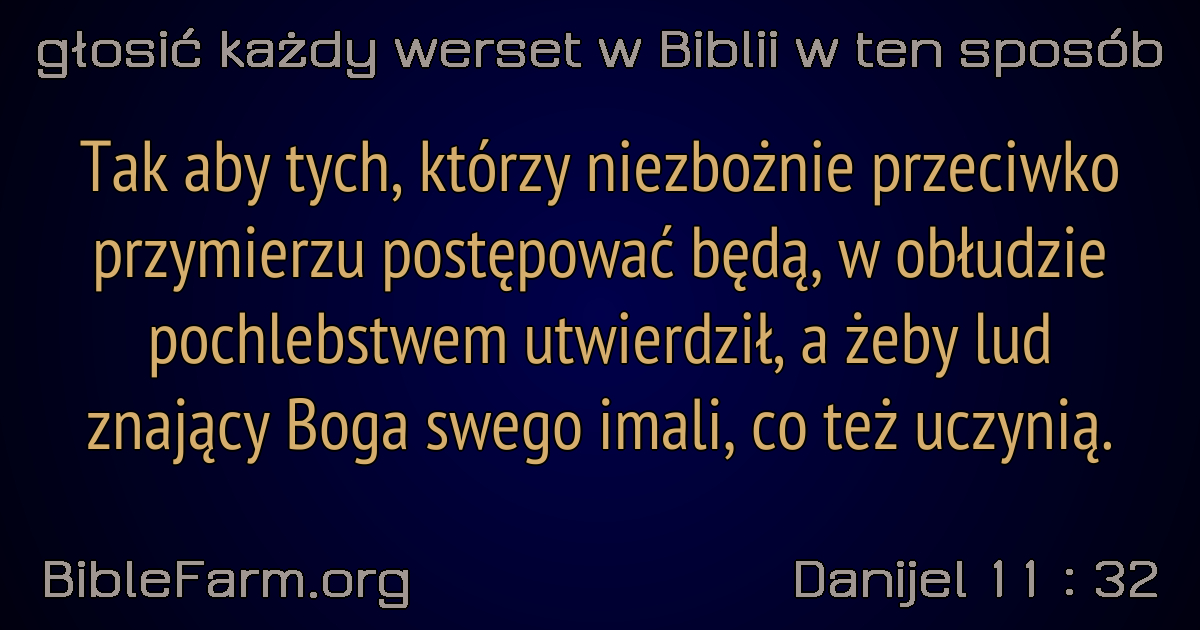 głosić każdy werset w Biblii w ten sposób
Tak aby tych, którzy niezbożnie przeciwko
przymierzu postępować będą, w obłudzie
pochlebstwem utwierdził, a żeby lud
znający Boga swego imali, co też uczynią.
BibleFarm.org
Danijel 11 : 32